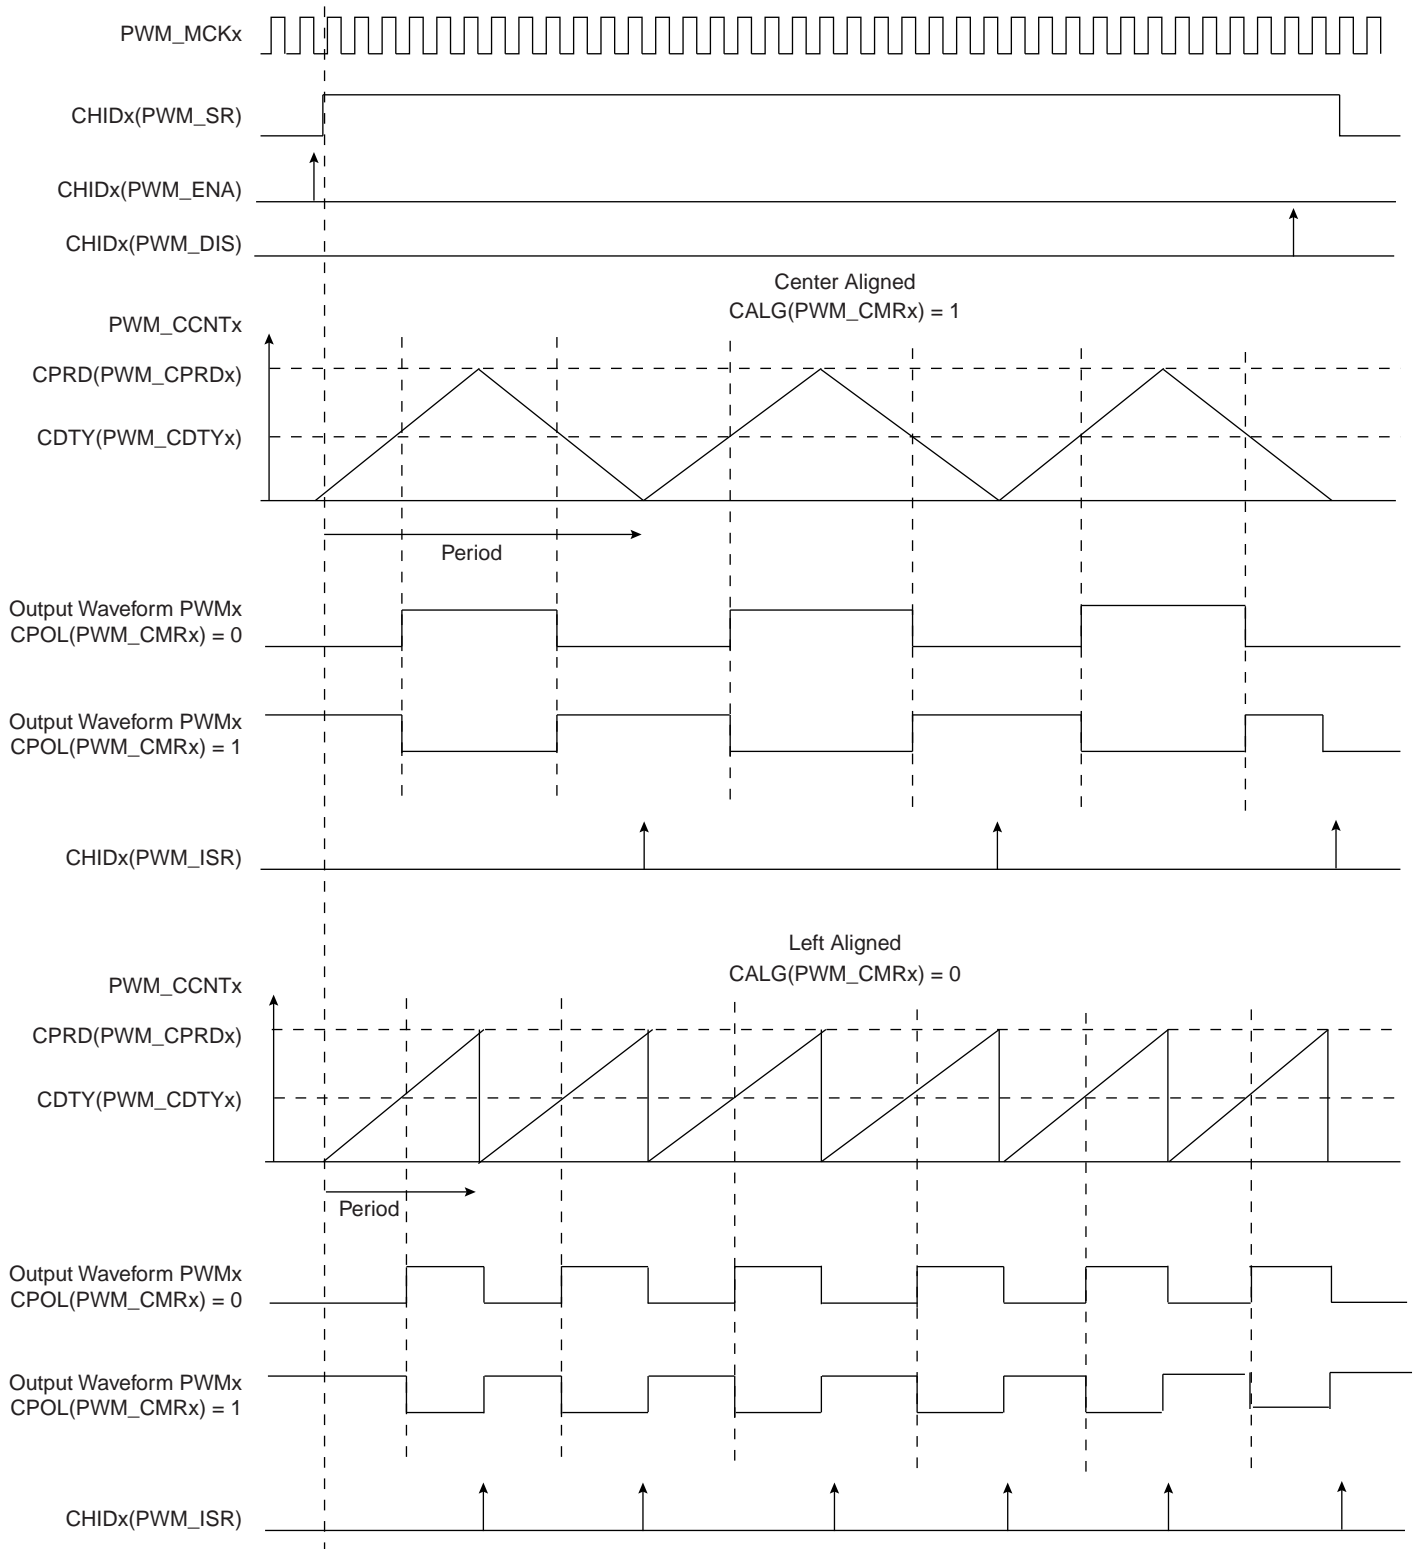 PWM_MCKx
CHIDx(PWM_SR)
CHIDx(PWM_ENA)
CHIDx(PWM_DIS)
Center Aligned
CALG(PWM_CMRx) = 1
PWM_CCNTx
CPRD(PWM_CPRDx)
CDTY(PWM_CDTYx)
Period
Output Waveform PWMx
CPOL(PWM_CMRx) = 0
Output Waveform PWMx
CPOL(PWM_CMRx) = 1
CHIDx(PWM_ISR)
Left Aligned
CALG(PWM_CMRx) = 0
PWM_CCNTx
CPRD(PWM_CPRDx)
CDTY(PWM_CDTYx)
Period
Output Waveform PWMx
CPOL(PWM_CMRx) = 0
Output Waveform PWMx
CPOL(PWM_CMRx) = 1
CHIDx(PWM_ISR)